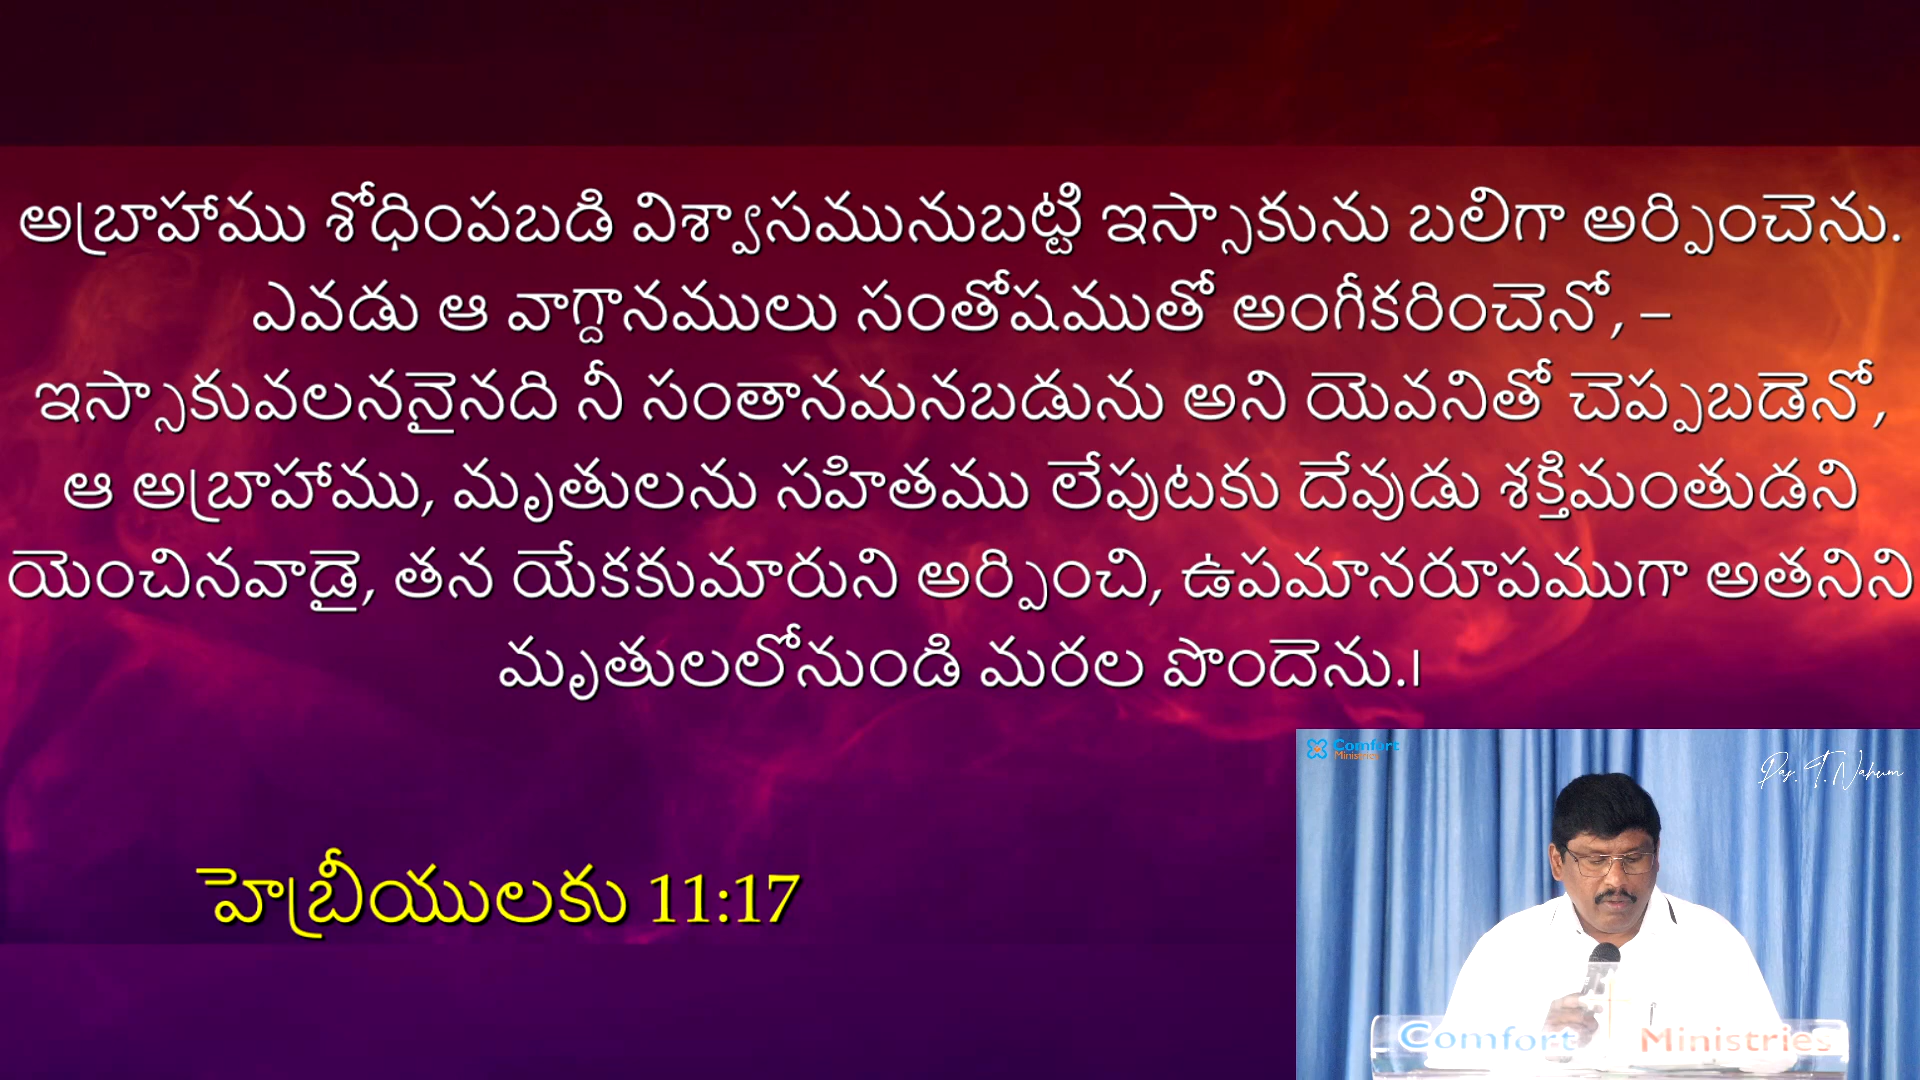 అబ్రాహాము శోధింపబడి విశ్వాసమునుబట్టి ఇస్సాకును బలిగా అర్పించెను.
ఎవడు ఆ వాగ్దానములు సంతోషముతో అంగీకరించెనో, –
ఇస్సాకువలననైనది నీ సంతానమనబడును అని యెవనితో చెప్పబడెనో,
ఆ అబ్రాహాము, మృతులను సహితము లేపుటకు దేవుడు శక్తిమంతుడని
యెంచినవాడై, తన యేకకుమారుని అర్పించి, ఉపమానరూపముగా అతనిని
మృతులలోనుండి మరల పొందెను.।
Comfort
Ministries
Pas. T. Nahum
హెబ్రీయులకు 11:17
Comfort Ministries